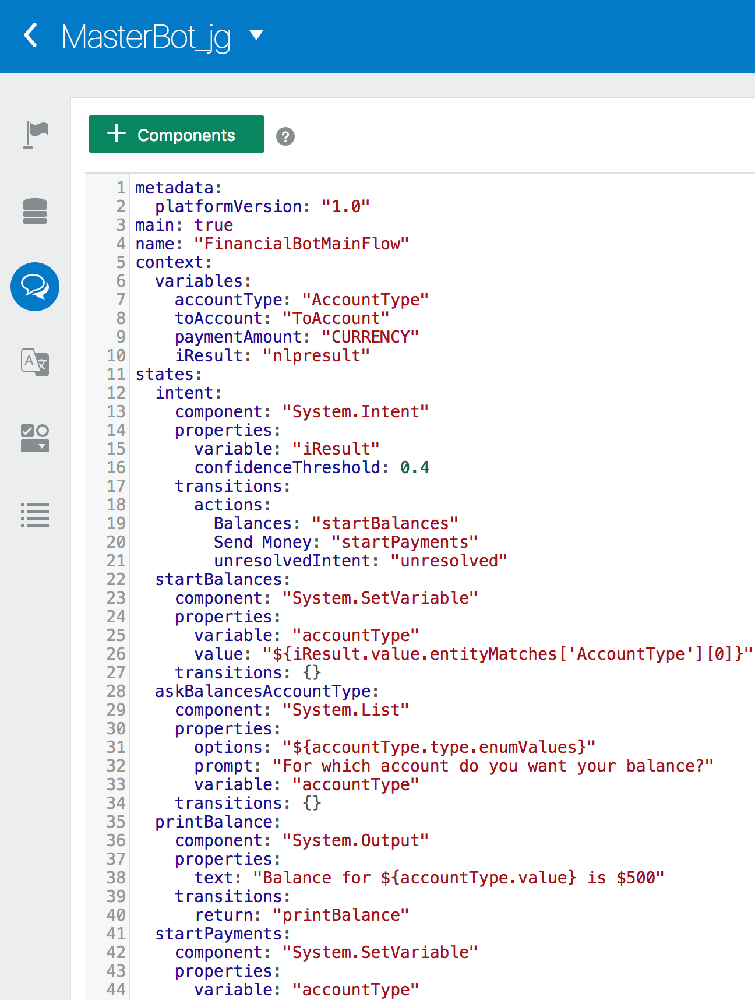 MasterBot_jg
+ Components ?
1 metadata:
2   platformVersion: "1.0"
3 main: true
4 name: "FinancialBotMainFlow"
5 context:
6   variables:
7     accountType: "AccountType"
8     toAccount: "ToAccount"
9     paymentAmount: "CURRENCY"
10     iResult: "nlpresult"
11 states:
12   intent:
13     component: "System.Intent"
14     properties:
15       variable: "iResult"
16       confidenceThreshold: 0.4
17     transitions:
18       actions:
19         Balances: "startBalances"
20         Send Money: "startPayments"
21         unresolvedIntent: "unresolved"
22   startBalances:
23     component: "System.SetVariable"
24     properties:
25       variable: "accountType"
26       value: "${iResult.value.entityMatches['AccountType'][0]}"
27     transitions: {}
28   askBalancesAccountType:
29     component: "System.List"
30     properties:
31       options: "${accountType.type.enumValues}"
32       prompt: "For which account do you want your balance?"
33       variable: "accountType"
34     transitions: {}
35   printBalance:
36     component: "System.Output"
37     properties:
38       text: "Balance for ${accountType.value} is $500"
39     transitions:
40       return: "printBalance"
41   startPayments:
42     component: "System.SetVariable"
43     properties:
44       variable: "accountType"
A 文